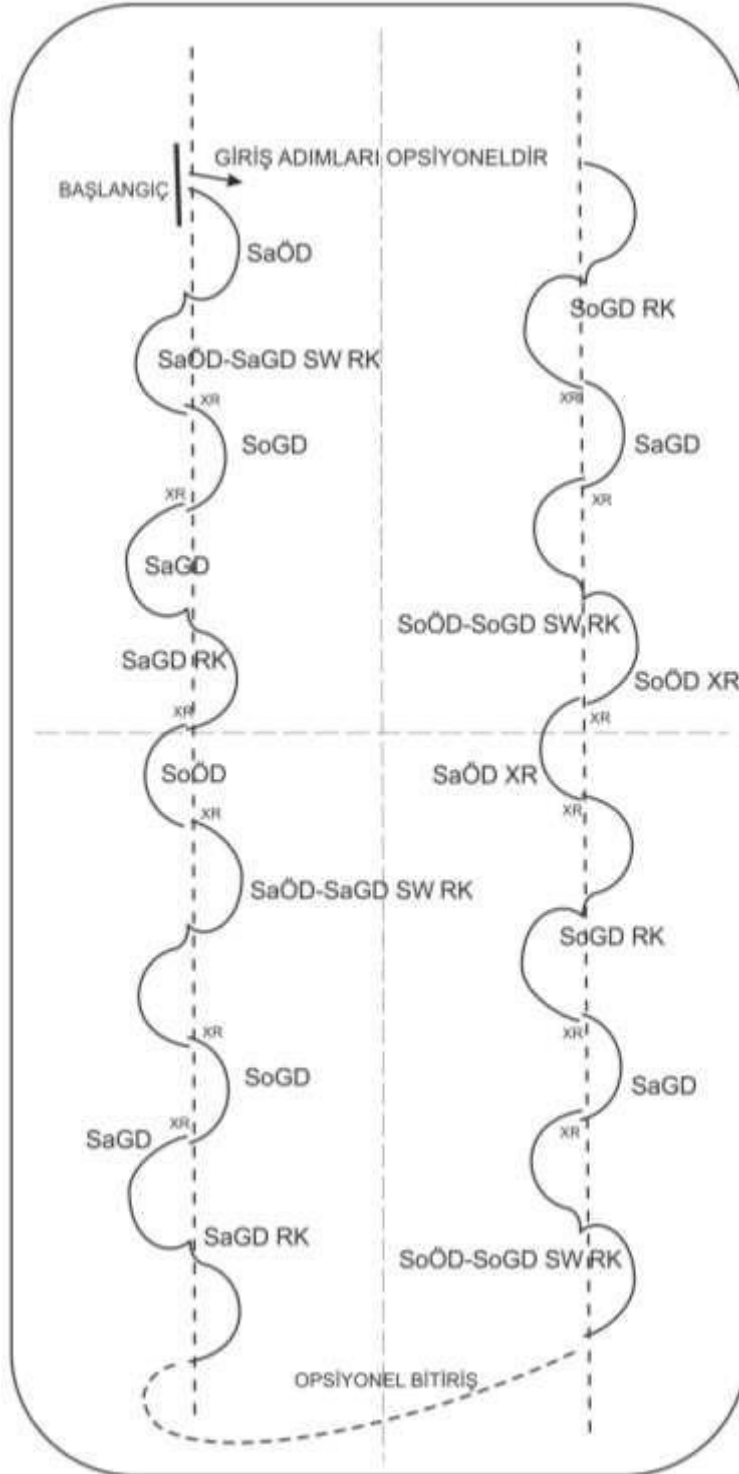 GİRİŞ ADIMLARI OPSİYONELDİR
BAŞLANGIÇ
SaÖD
SaÖD-SaGD SW RK
XR
SoGD
XR
SaGD
SaGD RK
XR
SoÖD
XR
SaÖD-SaGD SW RK
XR
SoGD
XR
SaGD
SaGD RK
SoGD RK
XR
SaGD
XR
SoÖD-SoGD SW RK
SoÖD XR
XR
SaÖD XR
XR
SoGD RK
XR
SaGD
XR
SoÖD-SoGD SW RK
OPSİYONEL BİTİRİŞ